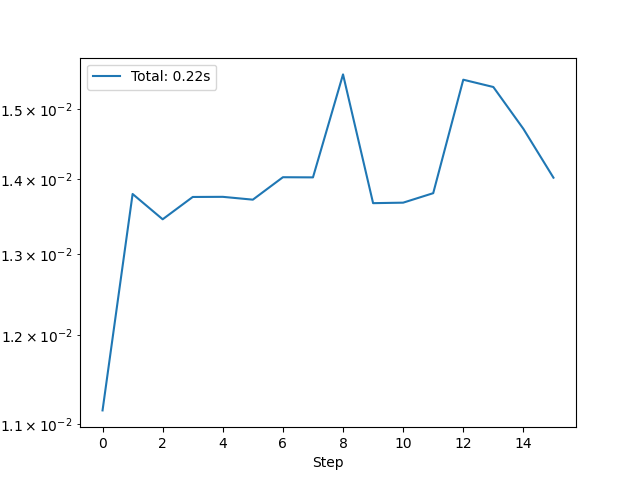 Total: 0.22s
1.5 × 10⁻²
1.4 × 10⁻²
1.3 × 10⁻²
1.2 × 10⁻²
1.1 × 10⁻²
0 2 4 6 8 10 12 14
Step